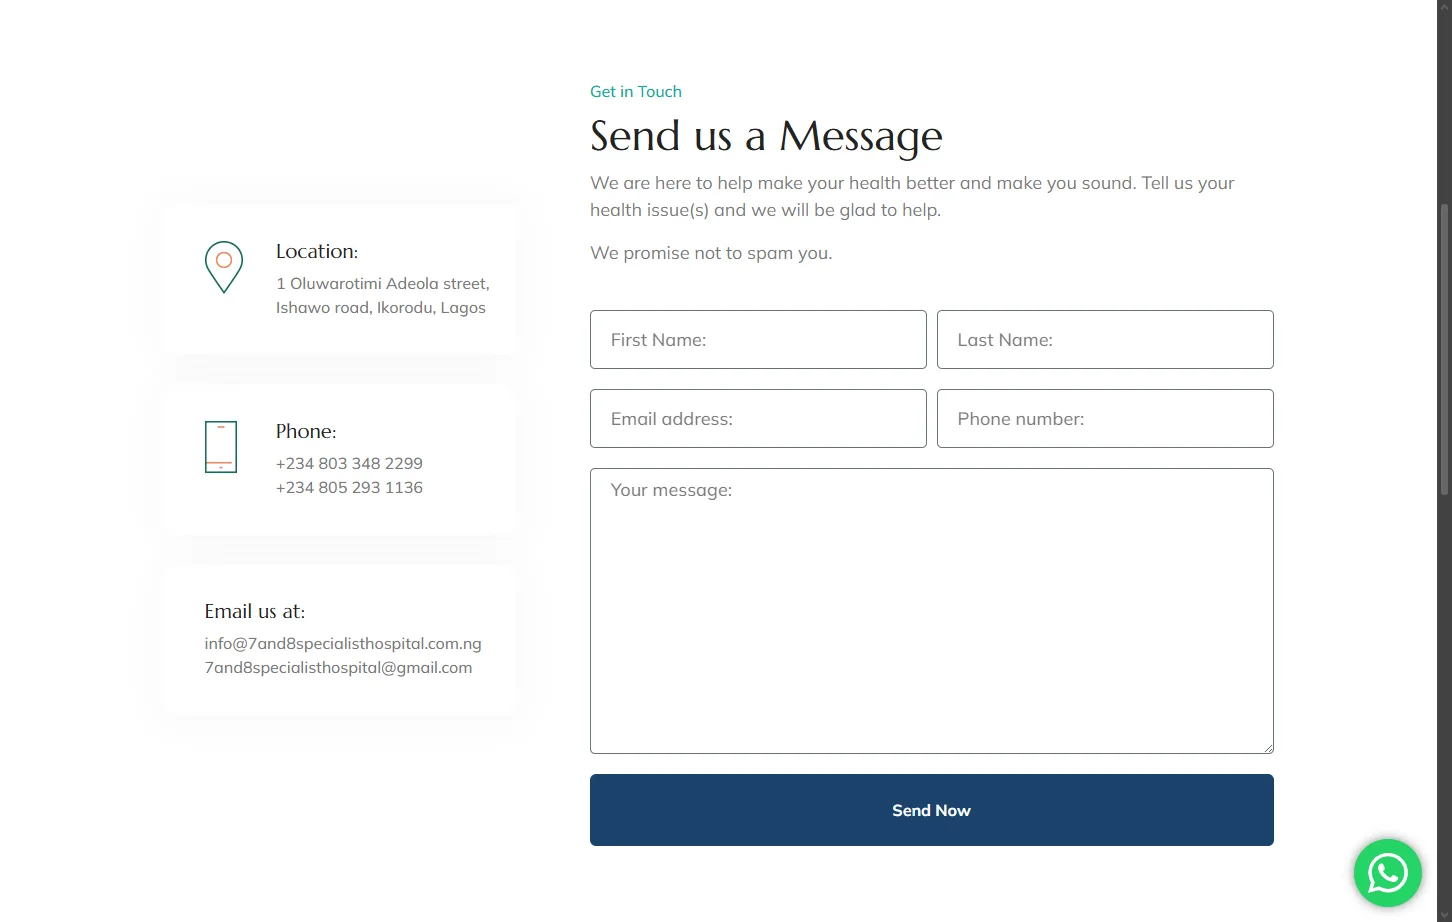 Get in Touch
Send us a Message
We are here to help make your health better and make you sound. Tell us your
health issue(s) and we will be glad to help.
We promise not to spam you.
Location:
1 Oluwarotimi Adeola street,
Ishawo road, Ikorodu, Lagos
Phone:
+234 803 348 2299
+234 805 293 1136
Email us at:
info@7and8specialisthospital.com.ng
7and8specialisthospital@gmail.com
First Name:
Last Name:
Email address:
Phone number:
Your message:
Send Now